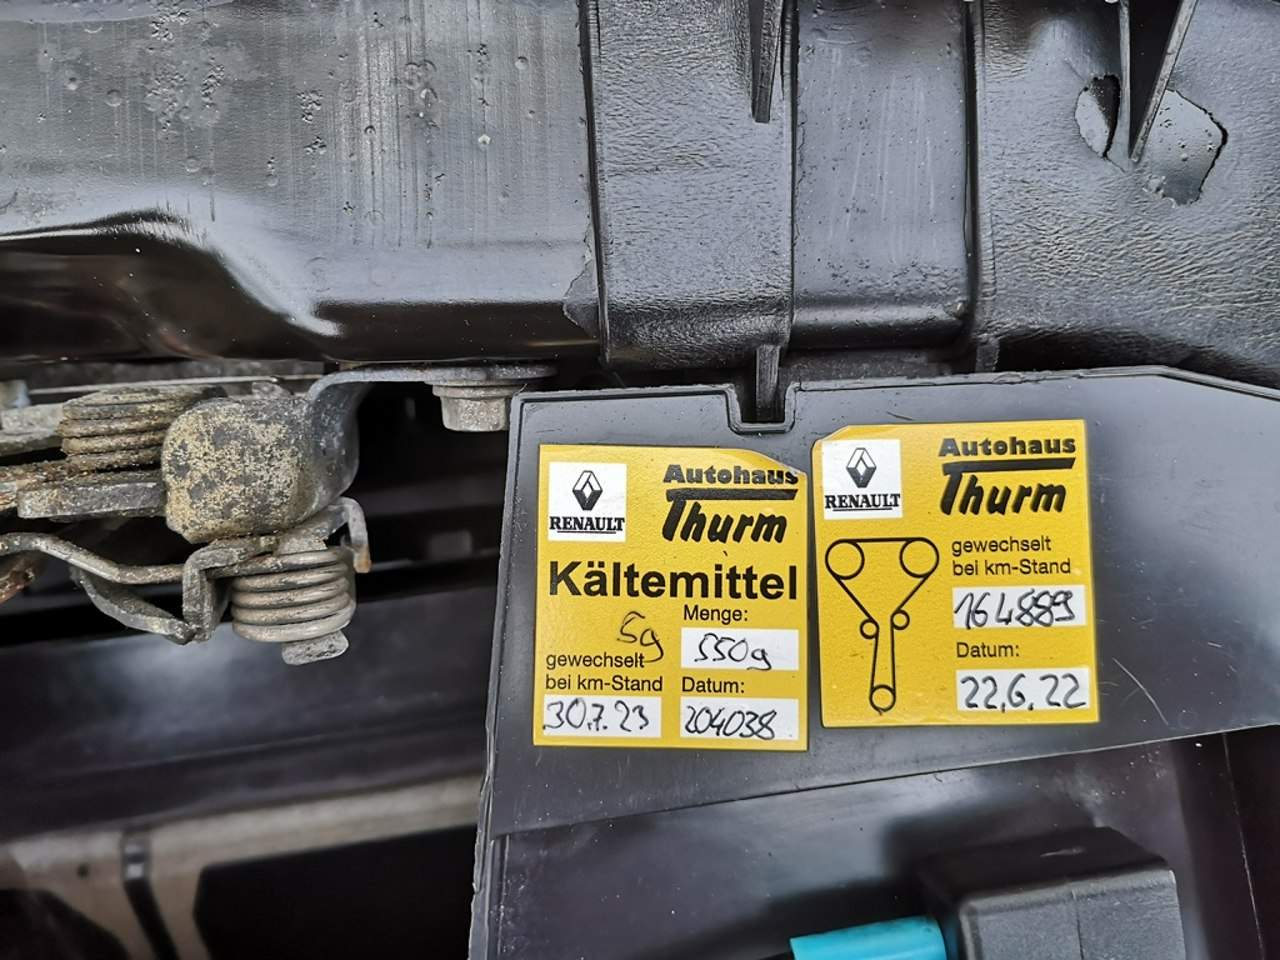 RENAULT
Autohaus
Thurm
Kältemittel
Menge:
5g
550g
gewechselt
bei km-Stand
Datum:
30.7.23
204038
RENAULT
Autohaus
Thurm
gewechselt
bei km-Stand
164889
Datum:
22.6.22